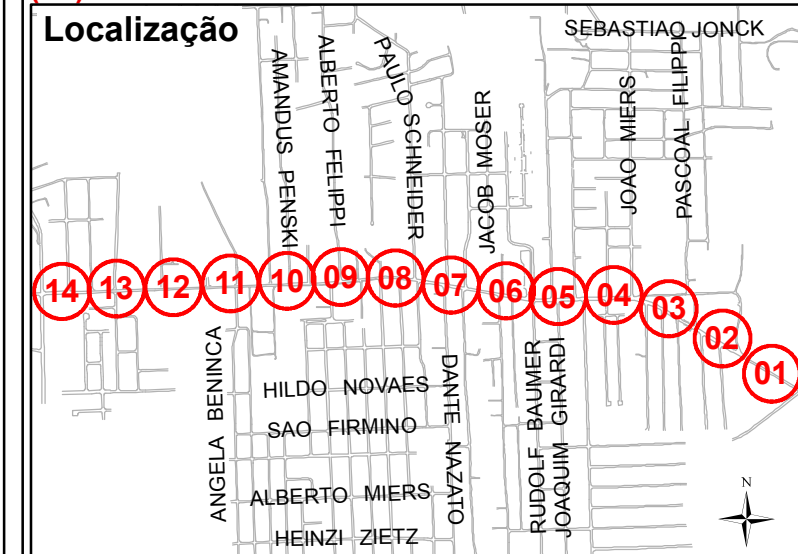 Localização
SEBASTIAO JONCK
AMANDUS PENSKI
ALBERTO FELIPPI
PAULO SCHNEIDER
JACOB MOSER
JOAO MIERS
PASCOAL FILIPPI
14
13
12
11
10
09
08
07
06
05
04
03
02
01
ANGELA BENINCA
HILDO NOVAES
SAO FIRMINO
ALBERTO MIERS
HEINZI ZIETZ
DANTE NAZATO
RUDOLF BAUMER
JOAQUIM GIRARDI
N